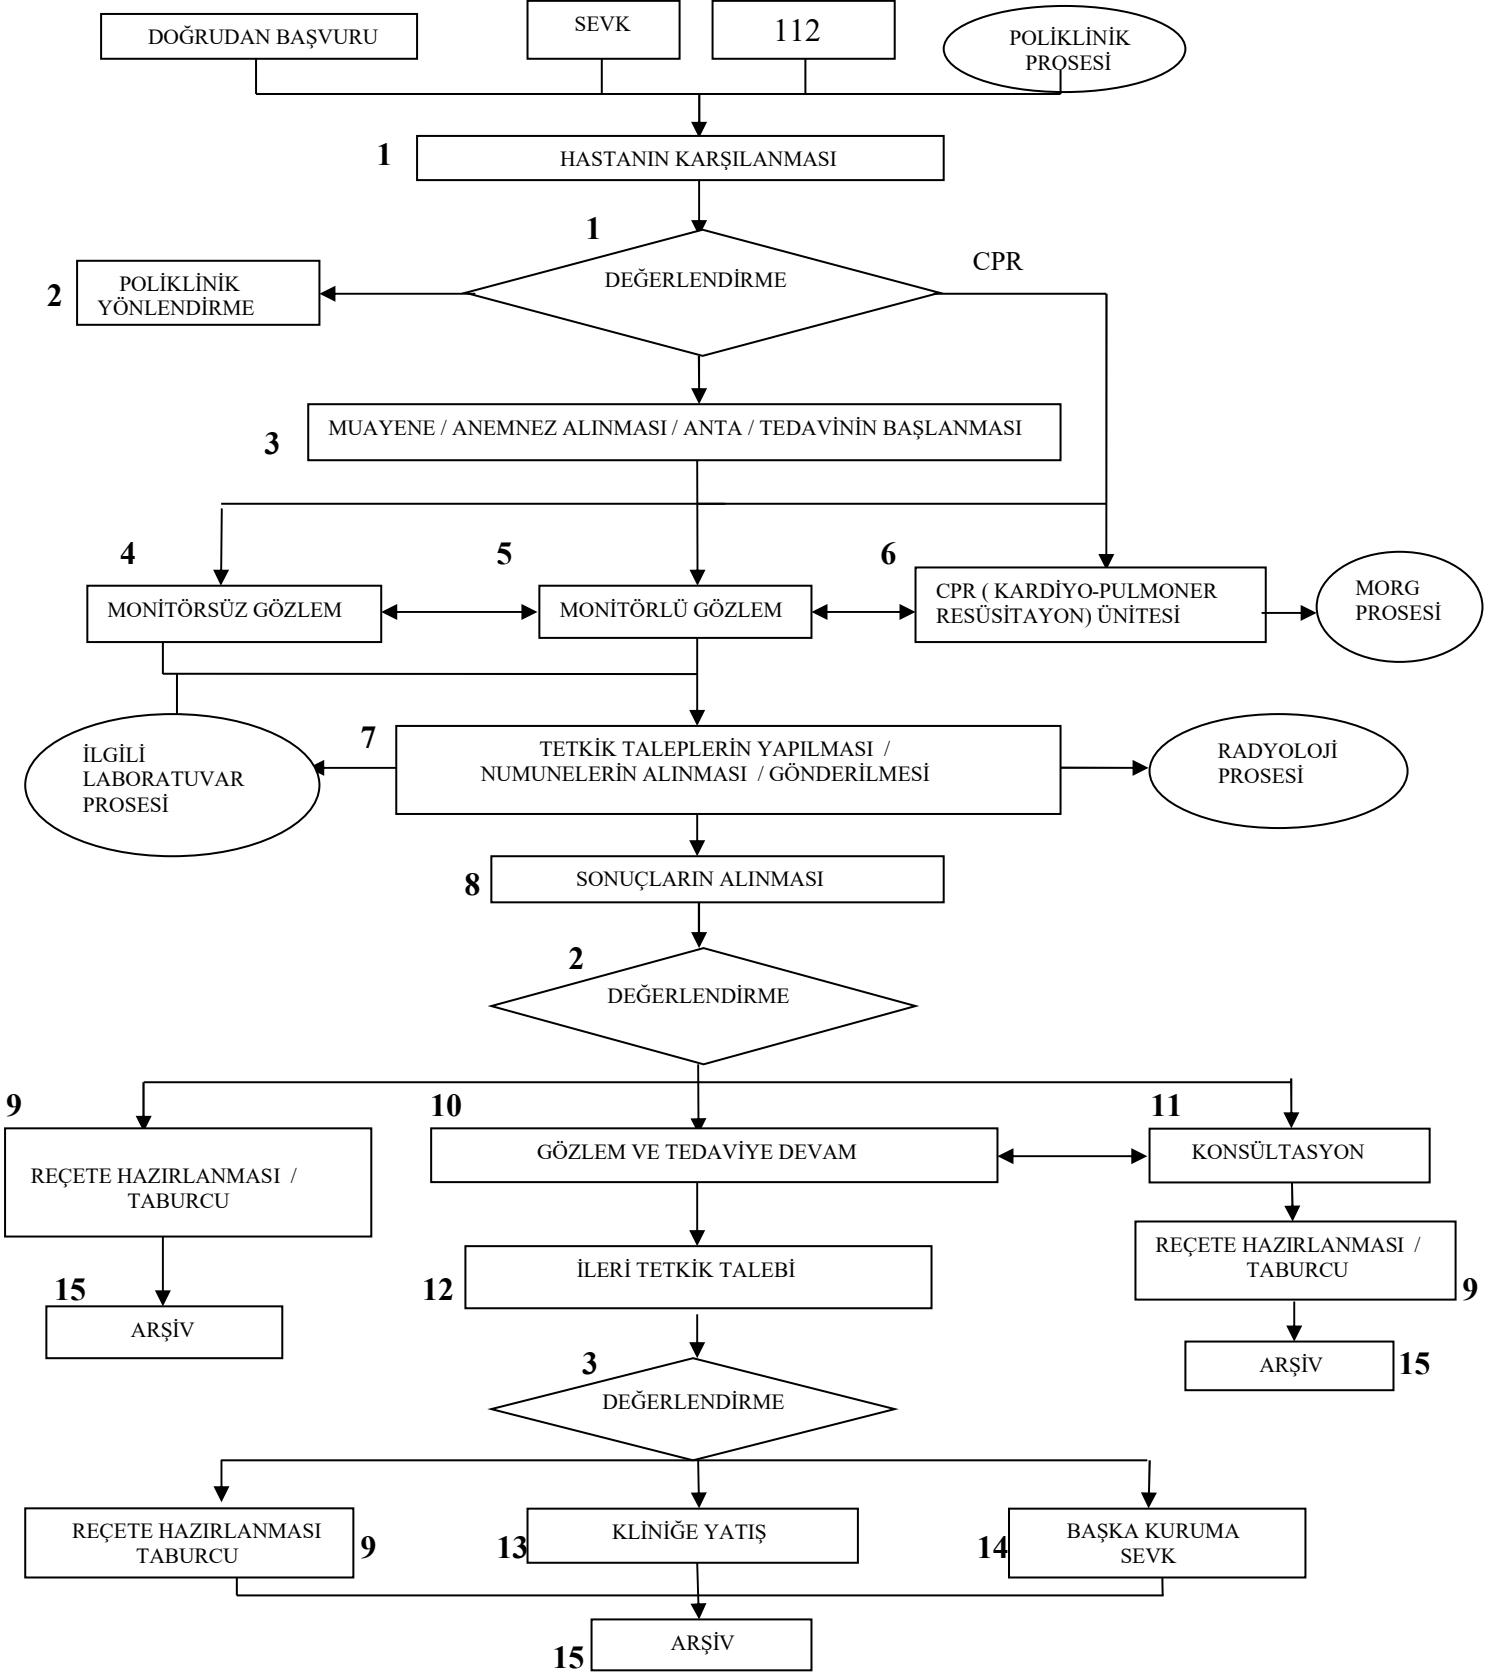 DOĞRUDAN BAŞVURU
SEVK
112
POLİKLİNİK
PROSESİ
1
HASTANIN KARŞILANMASI
1
DEĞERLENDİRME
CPR
2
POLİKLİNİK
YÖNLENDİRME
3
MUAYENE / ANEMNEZ ALINMASI / ANTA / TEDAVİNİN BAŞLANMASI
4
5
6
MONİTÖRSÜZ GÖZLEM
MONİTÖRLÜ GÖZLEM
CPR ( KARDİYO-PULMONER
RESÜSİTAYON) ÜNİTESİ
MORG
PROSESİ
İLGİLİ
LABORATUVAR
PROSESİ
7
TETKİK TALEPLERİN YAPILMASI /
NUMUNELERİN ALINMASI / GÖNDERİLMESİ
RADYOLOJİ
PROSESİ
8
SONUÇLARIN ALINMASI
2
DEĞERLENDİRME
9
10
11
REÇETE HAZIRLANMASI /
TABURCU
GÖZLEM VE TEDAVİYE DEVAM
KONSÜLTASYON
15
ARŞİV
12
İLERİ TETKİK TALEBİ
REÇETE HAZIRLANMASI /
TABURCU
9
ARŞİV
15
3
DEĞERLENDİRME
REÇETE HAZIRLANMASI
TABURCU
9
13
KLİNİĞE YATIŞ
14
BAŞKA KURUMA
SEVK
15
ARŞİV